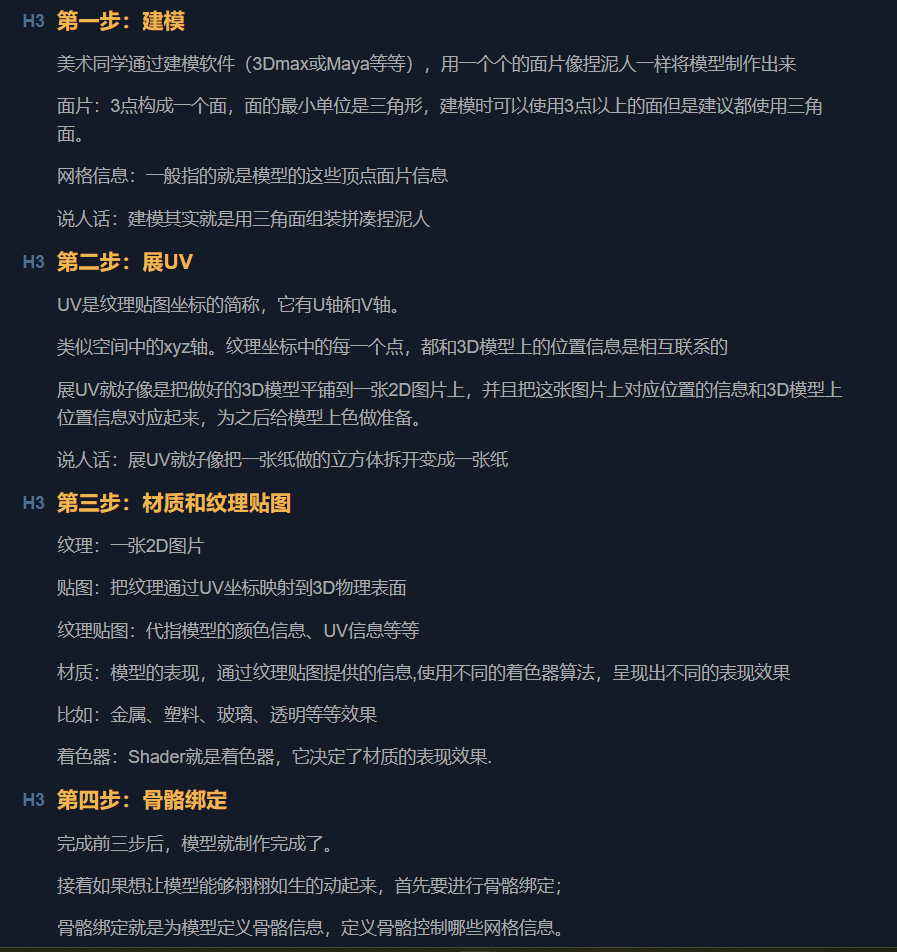 H3 第一步：建模
美术同学通过建模软件（3Dmax或Maya等等），用一个个的面片像捏泥人一样将模型制作出来
面片：3点构成一个面，面的最小单位是三角形，建模时可以使用3点以上的面但是建议都使用三角
面。
网格信息：一般指的就是模型的这些顶点面片信息
说人话：建模其实就是用三角面组装拼凑捏泥人
H3 第二步：展UV
UV是纹理贴图坐标的简称，它有U轴和V轴。
类似空间中的xyz轴。纹理坐标中的每一个点，都和3D模型上的位置信息是相互联系的
展UV就好像是把做好的3D模型平铺到一张2D图片上，并且把这张图片上对应位置的信息和3D模型上
位置信息对应起来，为之后给模型上色做准备。
说人话：展UV就好像把一张纸做的立方体拆开变成一张纸
H3 第三步：材质和纹理贴图
纹理：一张2D图片
贴图：把纹理通过UV坐标映射到3D物理表面
纹理贴图：代指模型的颜色信息、UV信息等等
材质：模型的表现，通过纹理贴图提供的信息,使用不同的着色器算法，呈现出不同的表现效果
比如：金属、塑料、玻璃、透明等等效果
着色器：Shader就是着色器，它决定了材质的表现效果.
H3 第四步：骨骼绑定
完成前三步后，模型就制作完成了。
接着如果想让模型能够栩栩如生的动起来，首先要进行骨骼绑定；
骨骼绑定就是为模型定义骨骼信息，定义骨骼控制哪些网格信息。